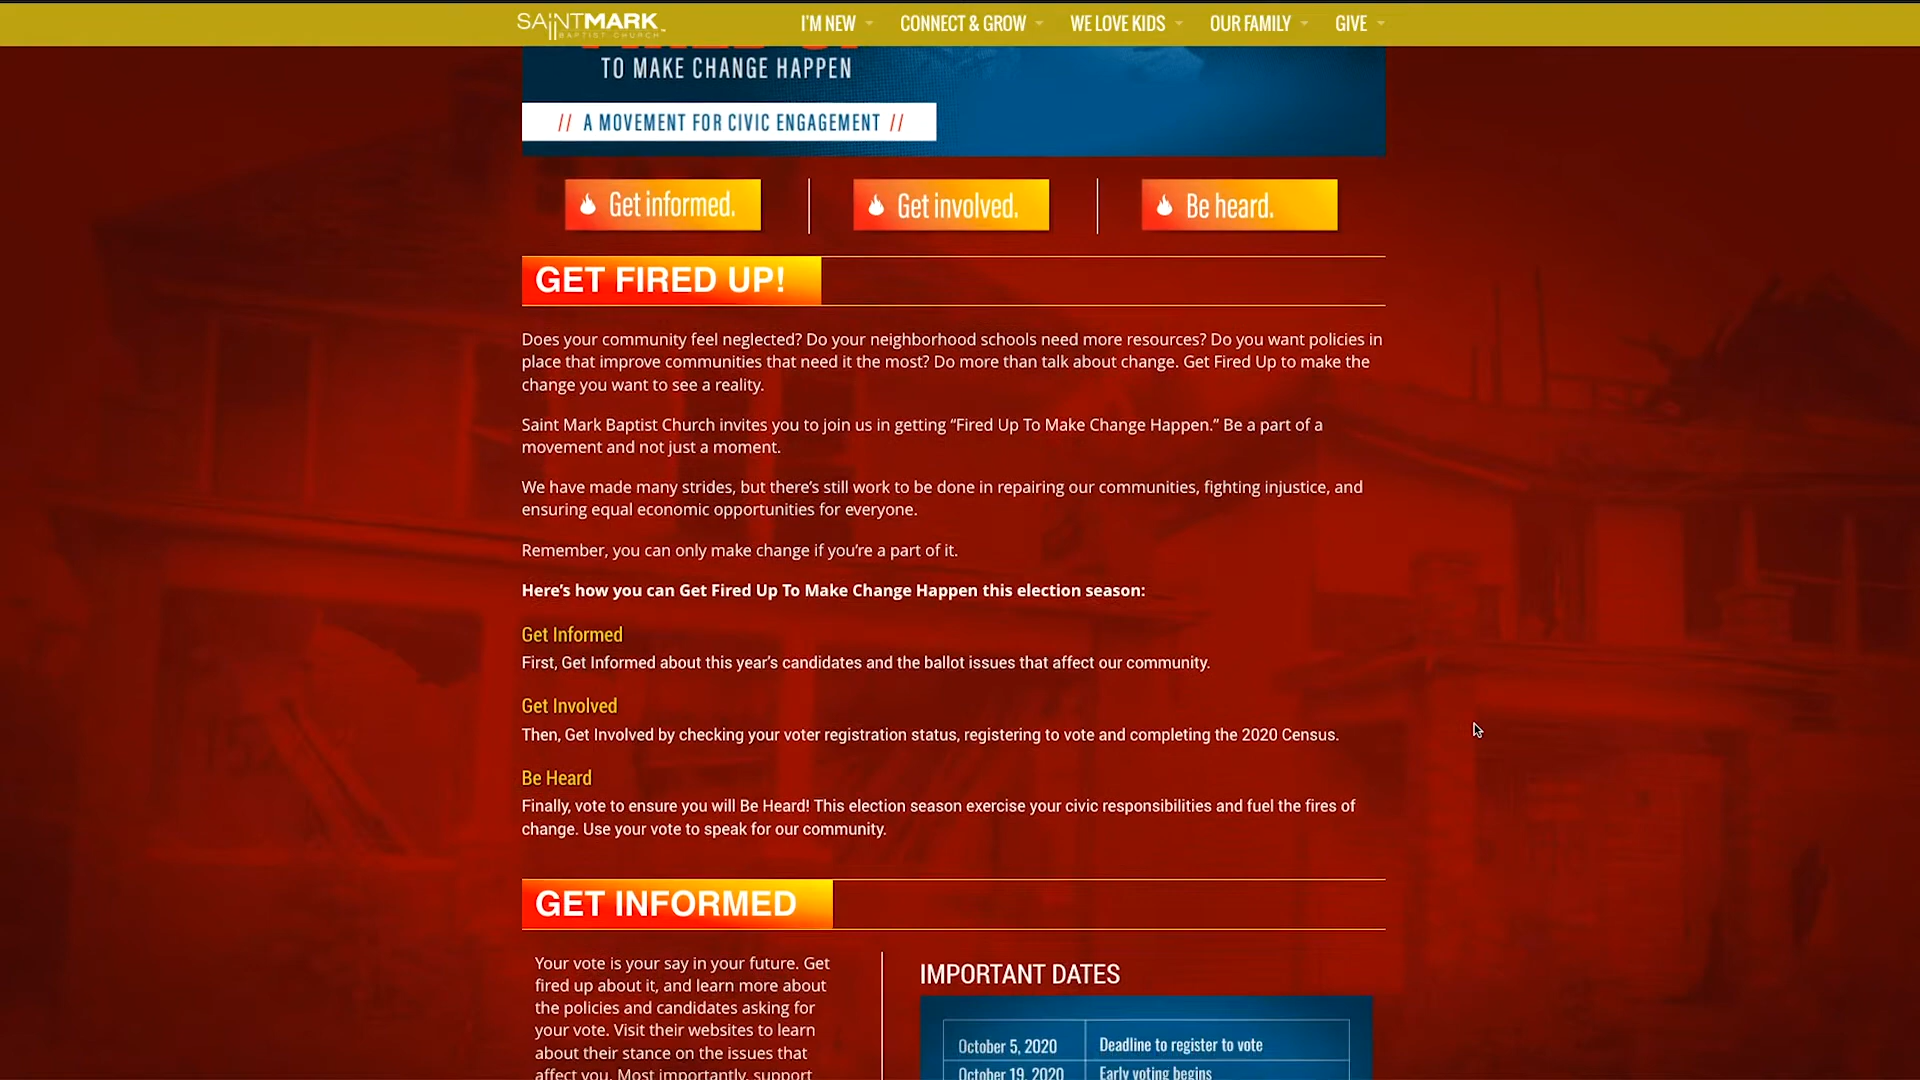 SAINTMARK
BAPTIST CHURCH
I'M NEW
CONNECT & GROW
WE LOVE KIDS
OUR FAMILY
GIVE
TO MAKE CHANGE HAPPEN
// A MOVEMENT FOR CIVIC ENGAGEMENT //
Get informed.
Get involved.
Be heard.
GET FIRED UP!
Does your community feel neglected? Do your neighborhood schools need more resources? Do you want policies in
place that improve communities that need it the most? Do more than talk about change. Get Fired Up to make the
change you want to see a reality.
Saint Mark Baptist Church invites you to join us in getting “Fired Up To Make Change Happen.” Be a part of a
movement and not just a moment.
We have made many strides, but there’s still work to be done in repairing our communities, fighting injustice, and
ensuring equal economic opportunities for everyone.
Remember, you can only make change if you’re a part of it.
Here’s how you can Get Fired Up To Make Change Happen this election season:
Get Informed
First, Get Informed about this year’s candidates and the ballot issues that affect our community.
Get Involved
Then, Get Involved by checking your voter registration status, registering to vote and completing the 2020 Census.
Be Heard
Finally, vote to ensure you will Be Heard! This election season exercise your civic responsibilities and fuel the fires of
change. Use your vote to speak for our community.
GET INFORMED
Your vote is your say in your future. Get
fired up about it, and learn more about
the policies and candidates asking for
your vote. Visit their websites to learn
about their stance on the issues that
affect you. Most importantly, support
IMPORTANT DATES
October 5, 2020 Deadline to register to vote
October 19, 2020 Early voting begins